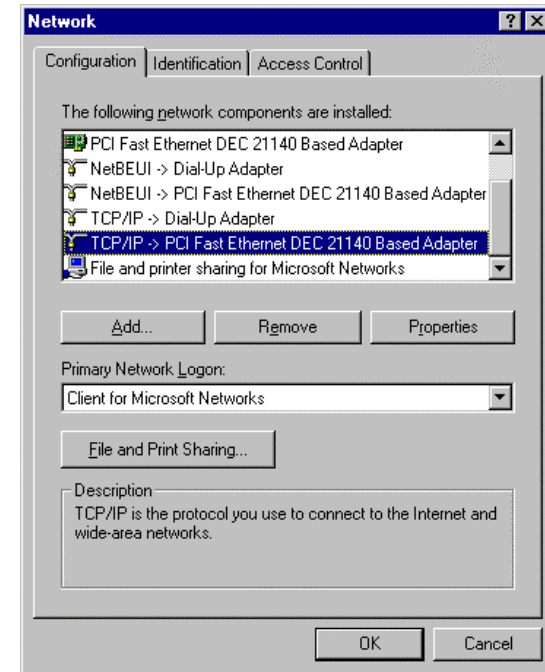 Network
Configuration Identification Access Control
The following network components are installed:
PCI Fast Ethernet DEC 21140 Based Adapter
NetBEUI -> Dial-Up Adapter
NetBEUI -> PCI Fast Ethernet DEC 21140 Based Adapter
TCP/IP -> Dial-Up Adapter
TCP/IP -> PCI Fast Ethernet DEC 21140 Based Adapter
File and printer sharing for Microsoft Networks
Add... Remove Properties
Primary Network Logon:
Client for Microsoft Networks
File and Print Sharing...
Description
TCP/IP is the protocol you use to connect to the Internet and
wide-area networks.
OK Cancel